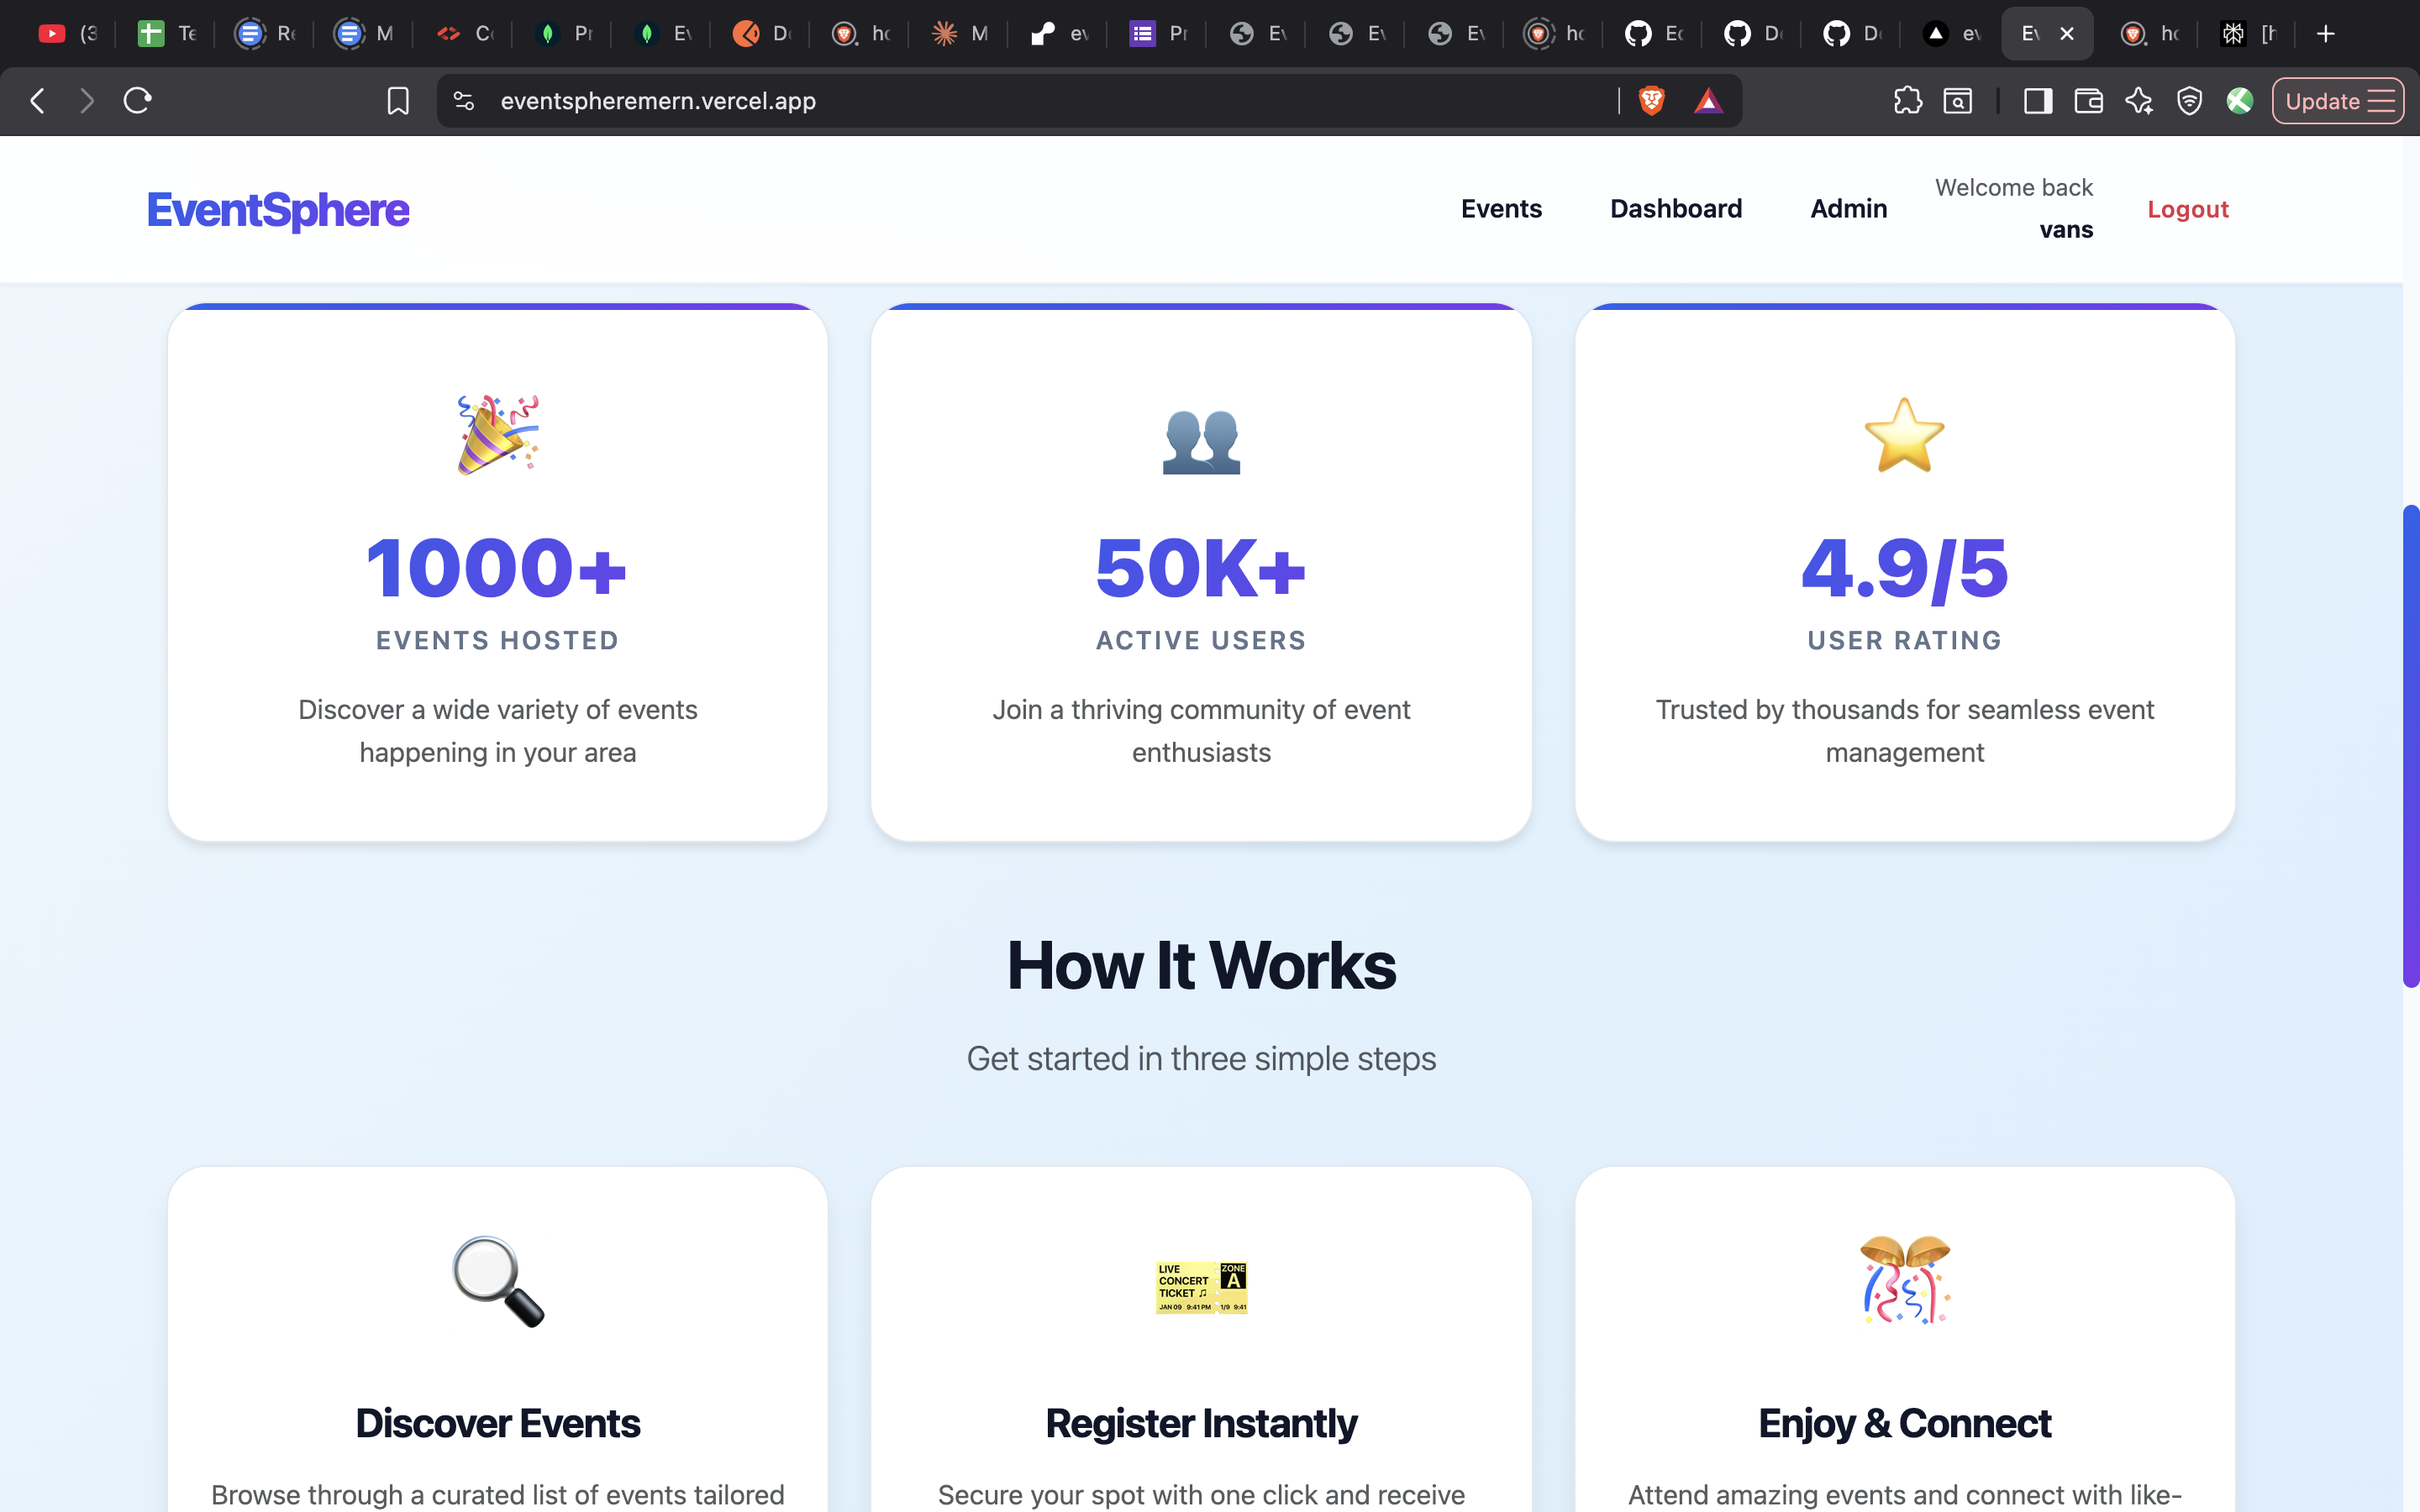 (3
Te
Re
M
Co
Pr
Ev
De
ho
M
ev
Pr
Ev
Ev
Ev
ho
Ec
De
De
ev
Ev
ho
[h
eventspheremern.vercel.app
Update
EventSphere
Events
Dashboard
Admin
Welcome back
vans
Logout
1000+
EVENTS HOSTED
Discover a wide variety of events
happening in your area
50K+
ACTIVE USERS
Join a thriving community of event
enthusiasts
4.9/5
USER RATING
Trusted by thousands for seamless event
management
How It Works
Get started in three simple steps
Discover Events
Browse through a curated list of events tailored
LIVE
CONCERT
TICKET
JAN 09 9:41 PM
ZONE
A
1/9 9:41
Register Instantly
Secure your spot with one click and receive
Enjoy & Connect
Attend amazing events and connect with like-